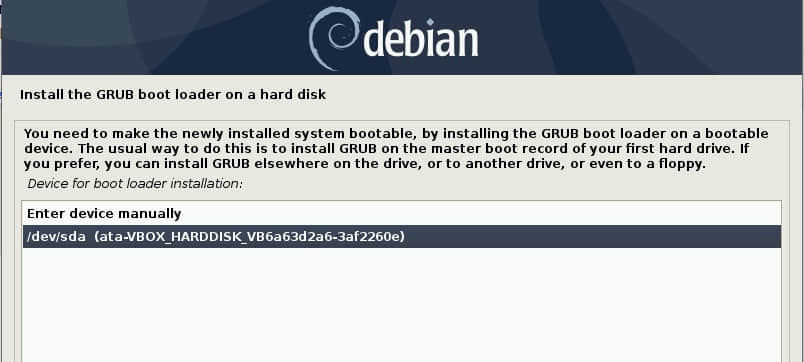 debian
Install the GRUB boot loader on a hard disk
You need to make the newly installed system bootable, by installing the GRUB boot loader on a bootable
device. The usual way to do this is to install GRUB on the master boot record of your first hard drive. If
you prefer, you can install GRUB elsewhere on the drive, or to another drive, or even to a floppy.
Device for boot loader installation:
Enter device manually
/dev/sda (ata-VBOX_HARDDISK_VB6a63d2a6-3af2260e)